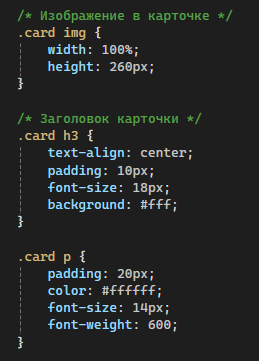 /* Изображение в карточке */
.card img {
    width: 100%;
    height: 260px;
}

/* Заголовок карточки */
.card h3 {
    text-align: center;
    padding: 10px;
    font-size: 18px;
    background: #fff;
}

.card p {
    padding: 20px;
    color: #ffffff;
    font-size: 14px;
    font-weight: 600;
}